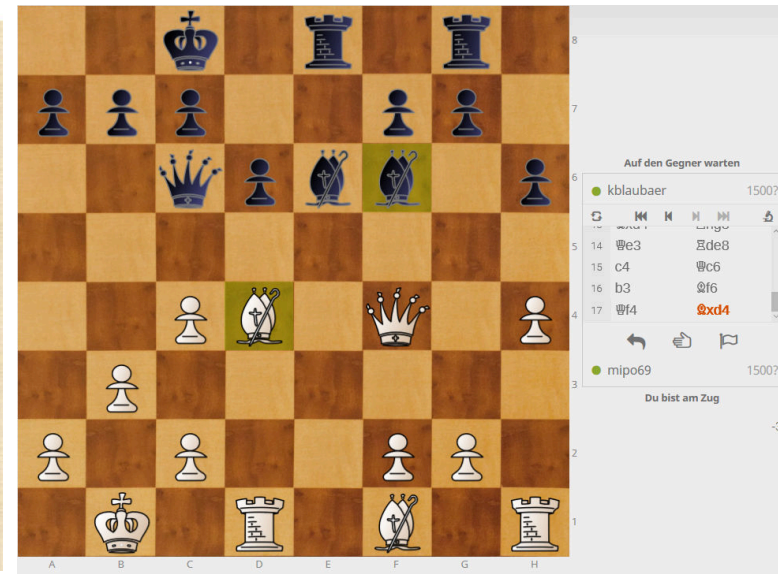 8
7
6
5
4
3
2
1
A B C D E F G H
Auf den Gegner warten
kblaubaer 1500?
14 ♕e3 ♖de8
15 c4 ♕c6
16 b3 ♗f6
17 ♕f4 ♗xd4
mipo69 1500?
Du bist am Zug